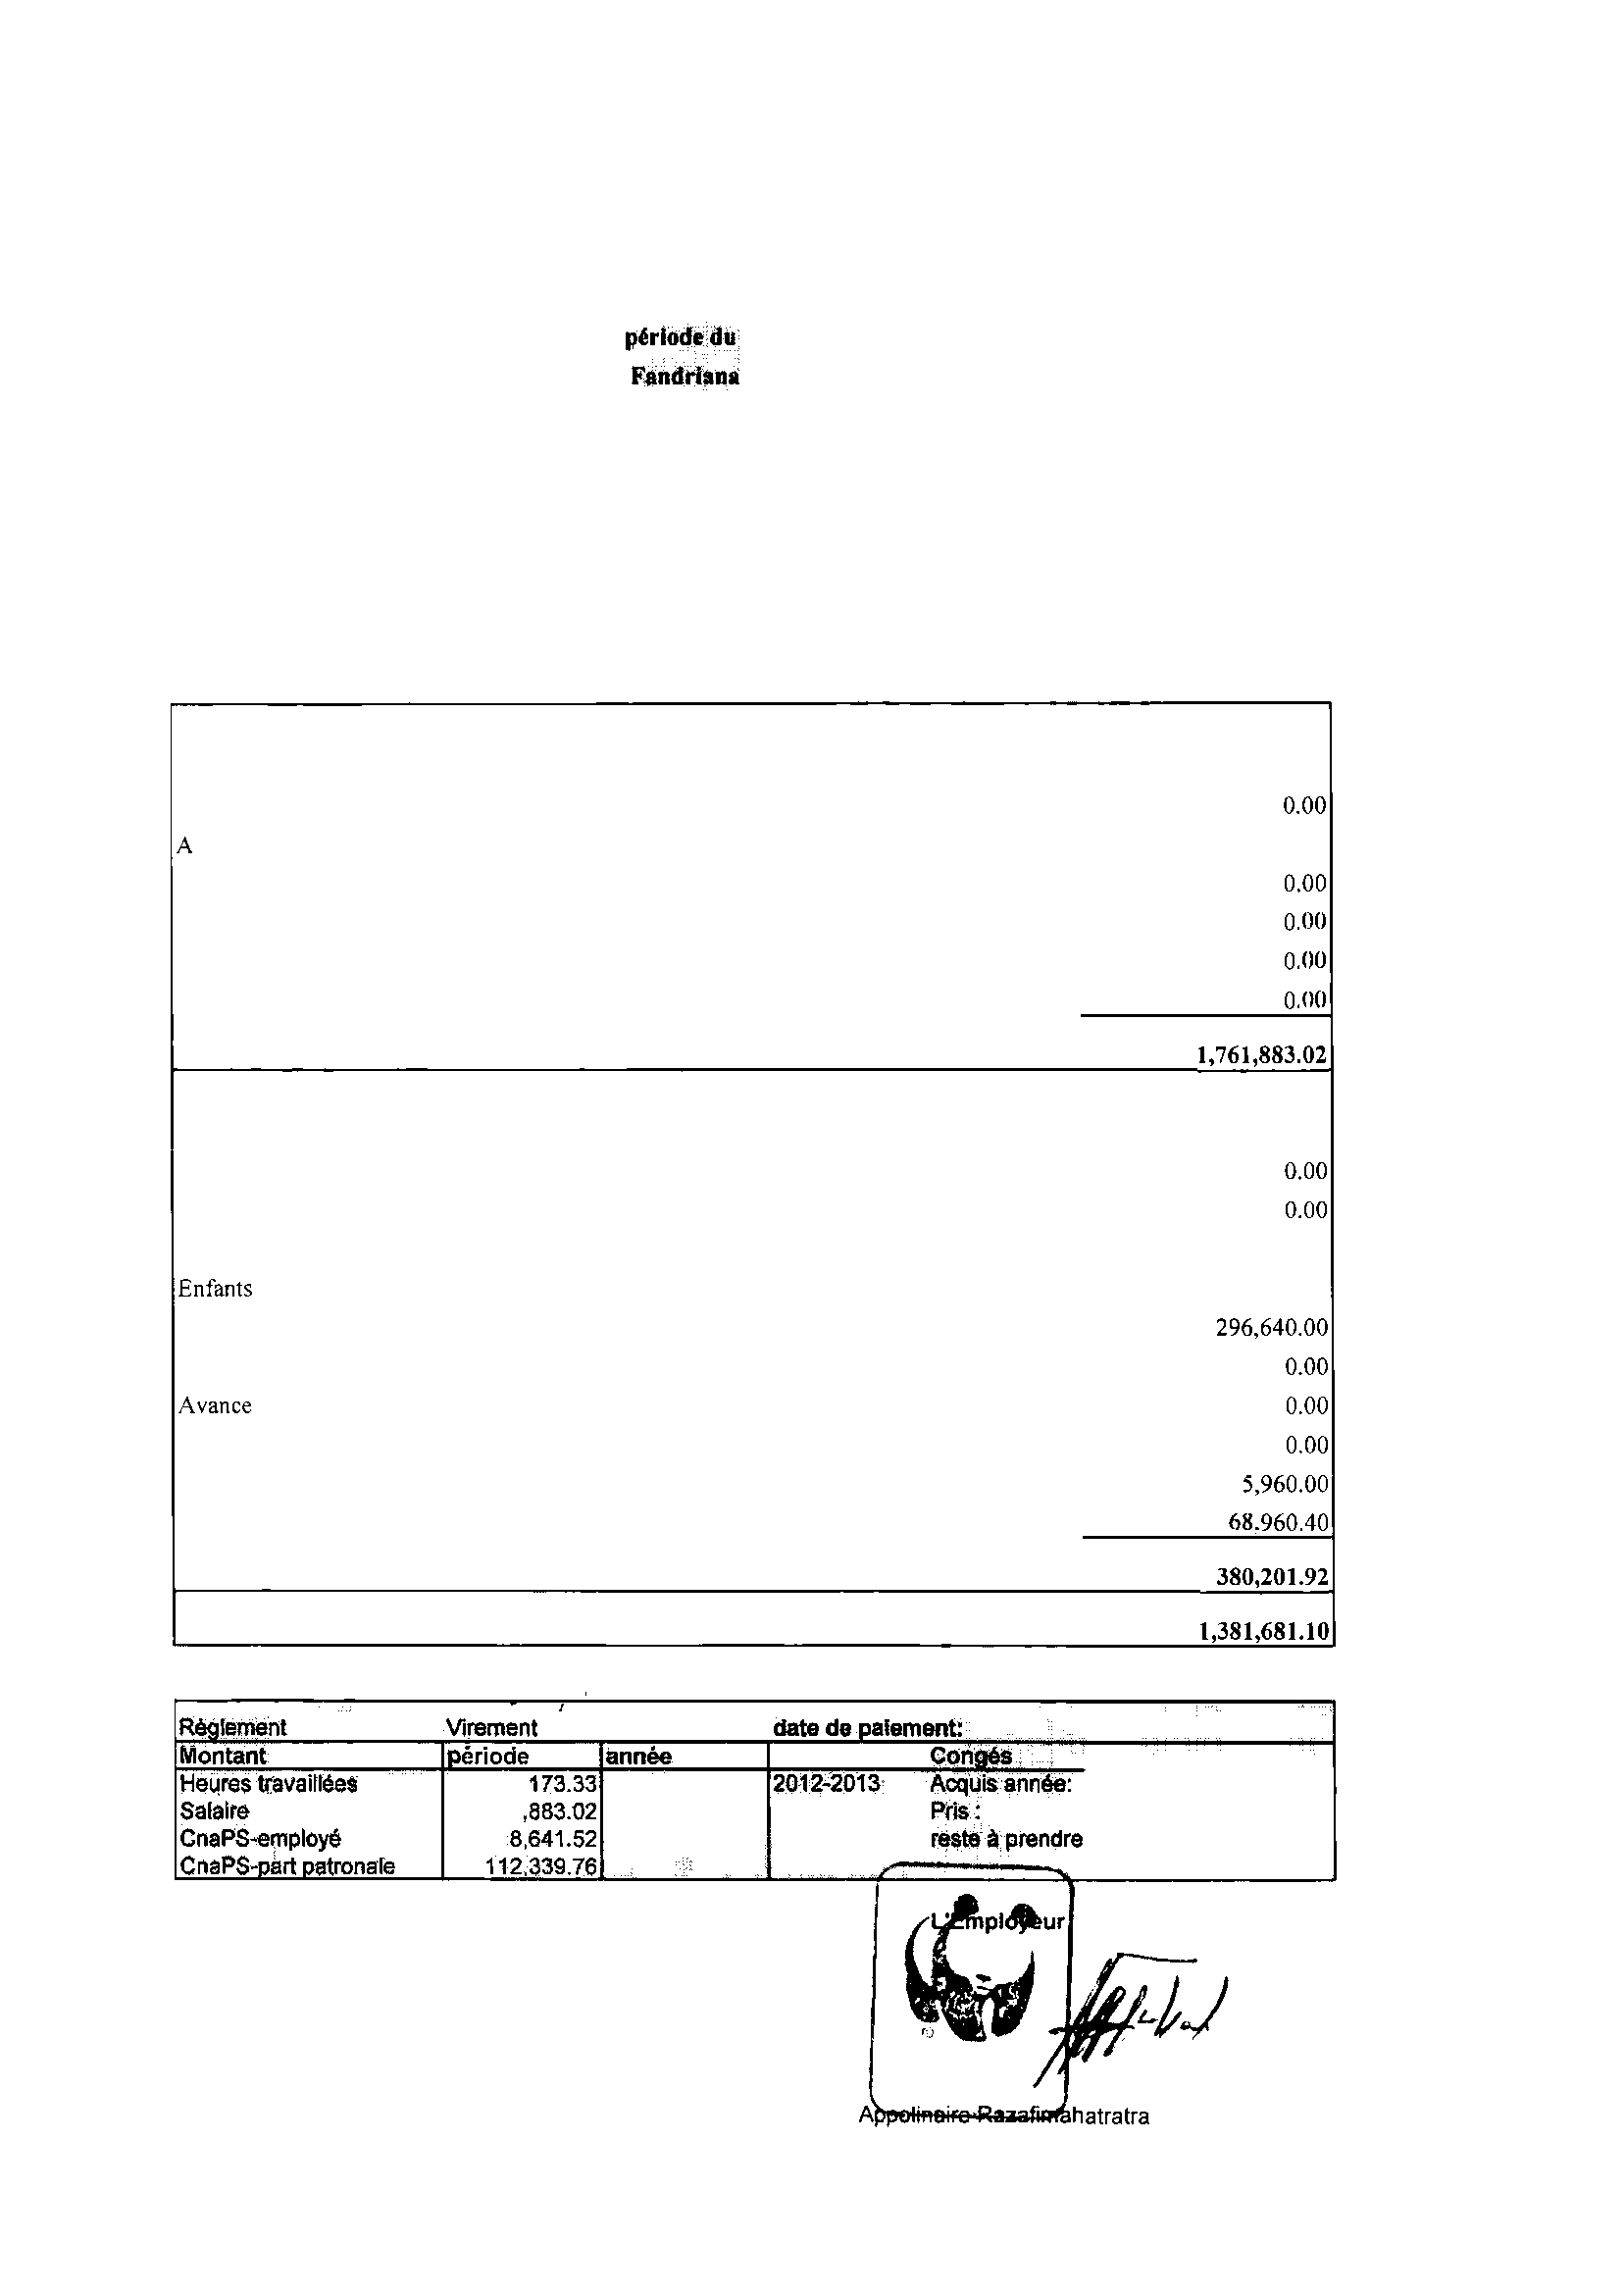 période du
Fandriana
0.00
A
0.00
0.00
0.00
0.00
1,761,883.02
0.00
0.00
Enfants
296,640.00
0.00
Avance 0.00
0.00
5,960.00
68,960.40
380,201.92
1,381,681.10
Règlement Virement date de paiement:
Montant période année Congés
Heures travaillées 173.33 2012-2013 Acquis année:
Salaire ,883.02 Pris :
CnaPS-employé 8,641.52 reste à prendre
CnaPS-part patronale 112,339.76
L'Employeur
Appolinaire Razafimahatratra